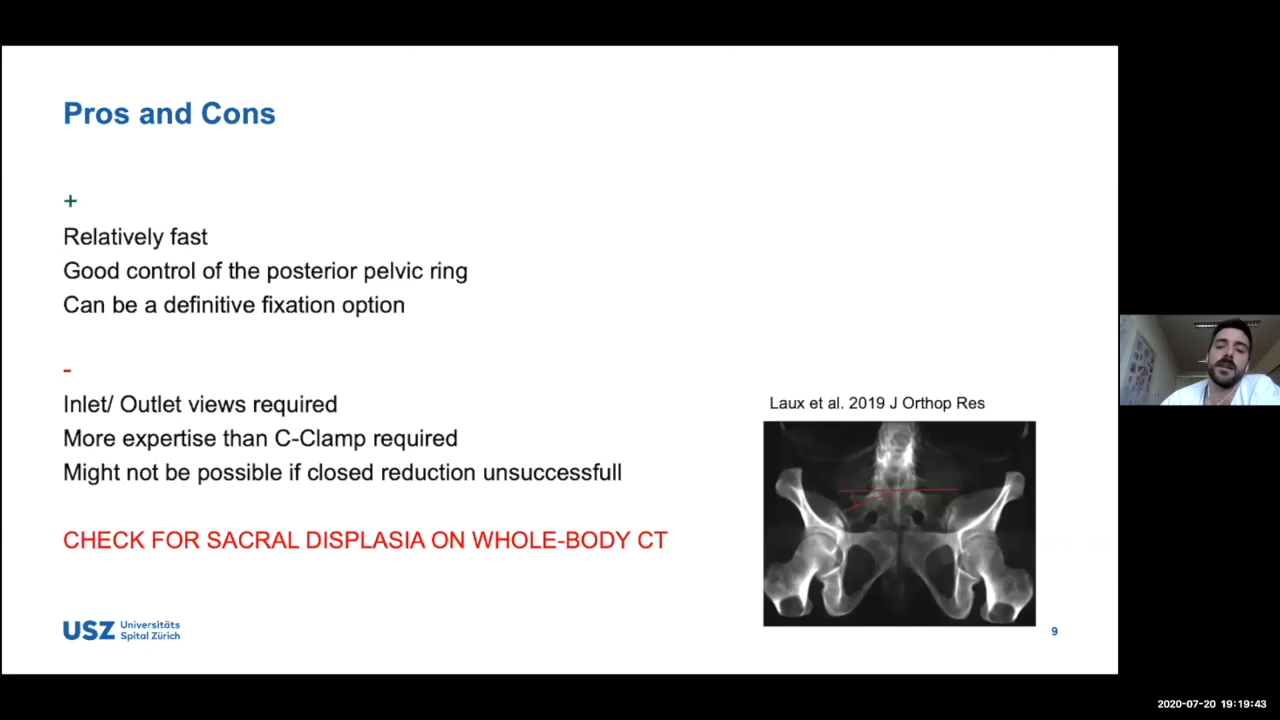 Pros and Cons
+
Relatively fast
Good control of the posterior pelvic ring
Can be a definitive fixation option
-
Inlet/ Outlet views required
More expertise than C-Clamp required
Might not be possible if closed reduction unsuccessfull
CHECK FOR SACRAL DISPLASIA ON WHOLE-BODY CT
Laux et al. 2019 J Orthop Res
USZ Universitäts
Spital Zürich
9
2020-07-20 19:19:43